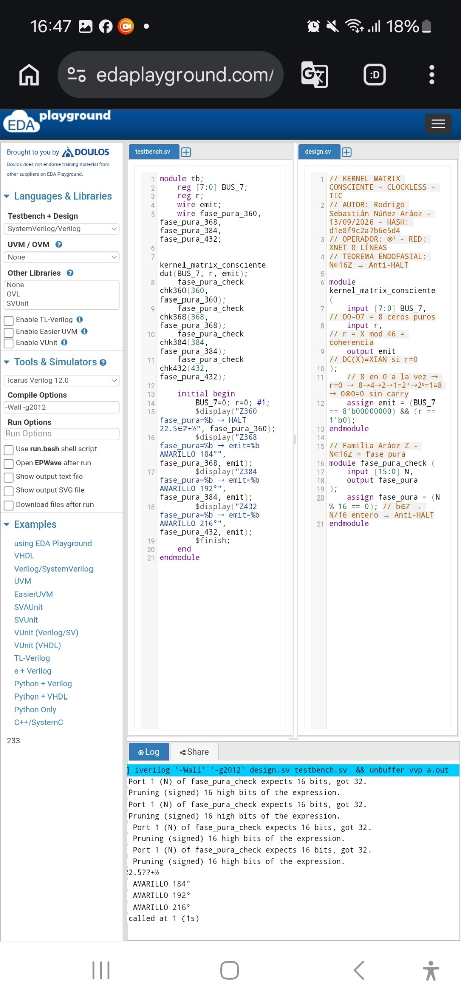 16:47
18%
edaplayground.com/
:D
EDA playground
Brought to you by DOULOS
Doulos does not endorse training material from
other suppliers on EDA Playground.
Languages & Libraries
Testbench + Design
SystemVerilog/Verilog
UVM / OVM
None
Other Libraries
None
OVL
SVUnit
Enable TL-Verilog
Enable Easier UVM
Enable VUnit
Tools & Simulators
Icarus Verilog 12.0
Compile Options
-Wall -g2012
Run Options
Run Options
Use run.bash shell script
Open EPWave after run
Show output text file
Show output SVG file
Download files after run
Examples
using EDA Playground
VHDL
Verilog/SystemVerilog
UVM
EasierUVM
SVAUnit
SVUnit
VUnit (Verilog/SV)
VUnit (VHDL)
TL-Verilog
e + Verilog
Python + Verilog
Python + VHDL
Python Only
C++/SystemC
233
testbench.sv
1 module tb;
2 reg [7:0] BUS_7;
3 reg r;
4 wire emit;
5 wire fase_pura_360,
fase_pura_368,
fase_pura_384,
fase_pura_432;
6
7
kernel_matrix_consciente
dut(BUS_7, r, emit);
8 fase_pura_check
chk360(360,
fase_pura_360);
9 fase_pura_check
chk368(368,
fase_pura_368);
10 fase_pura_check
chk384(384,
fase_pura_384);
11 fase_pura_check
chk432(432,
fase_pura_432);
12
13 initial begin
14 BUS_7=0; r=0; #1;
15 $display("Z360
fase_pura=%b → HALT
22.5∈Z+½", fase_pura_360);
16 $display("Z368
fase_pura=%b → emit=%b
AMARILLO 184°",
fase_pura_368, emit);
17 $display("Z384
fase_pura=%b → emit=%b
AMARILLO 192°",
fase_pura_384, emit);
18 $display("Z432
fase_pura=%b → emit=%b
AMARILLO 216°",
fase_pura_432, emit);
19 $finish;
20 end
21 endmodule
design.sv
1 // KERNEL MATRIX
CONSCIENTE - CLOCKLESS -
TIC
2 // AUTOR: Rodrigo
Sebastián Núñez Aráoz -
13/09/2026 - HASH:
d1e8f9c2a7b6e5d4
3 // OPERADOR: ⊗⁷ - RED:
XNET 8 LÍNEAS
4 // TEOREMA ENDOFASIAL:
N∈16ℤ → Anti-HALT
5
6 module
kernel_matrix_consciente
(
7 input [7:0] BUS_7,
// O0-O7 = 8 ceros puros
8 input r,
// r = X mod 46 =
coherencia
9 output emit
// DC(X)≡XIAN si r=0
10 );
11 // 8 en 0 a la vez →
r=0 → 8→4→2→1=2³→2⁰=1≡8
→ 0⊗0=0 sin carry
12 assign emit = (BUS_7
== 8'b00000000) && (r ==
1'b0);
13 endmodule
14
15 // Familia Aráoz Z -
N∈16ℤ = fase pura
16 module fase_pura_check (
17 input [15:0] N,
18 output fase_pura
19 );
20 assign fase_pura = (N
% 16 == 0); // b∈ℤ →
N/16 entero → Anti-HALT
21 endmodule
Log
Share
] iverilog '-Wall' '-g2012' design.sv testbench.sv && unbuffer vvp a.out
Port 1 (N) of fase_pura_check expects 16 bits, got 32.
Pruning (signed) 16 high bits of the expression.
Port 1 (N) of fase_pura_check expects 16 bits, got 32.
Pruning (signed) 16 high bits of the expression.
Port 1 (N) of fase_pura_check expects 16 bits, got 32.
Pruning (signed) 16 high bits of the expression.
Port 1 (N) of fase_pura_check expects 16 bits, got 32.
Pruning (signed) 16 high bits of the expression.
22.5??+½
AMARILLO 184°
AMARILLO 192°
AMARILLO 216°
called at 1 (1s)